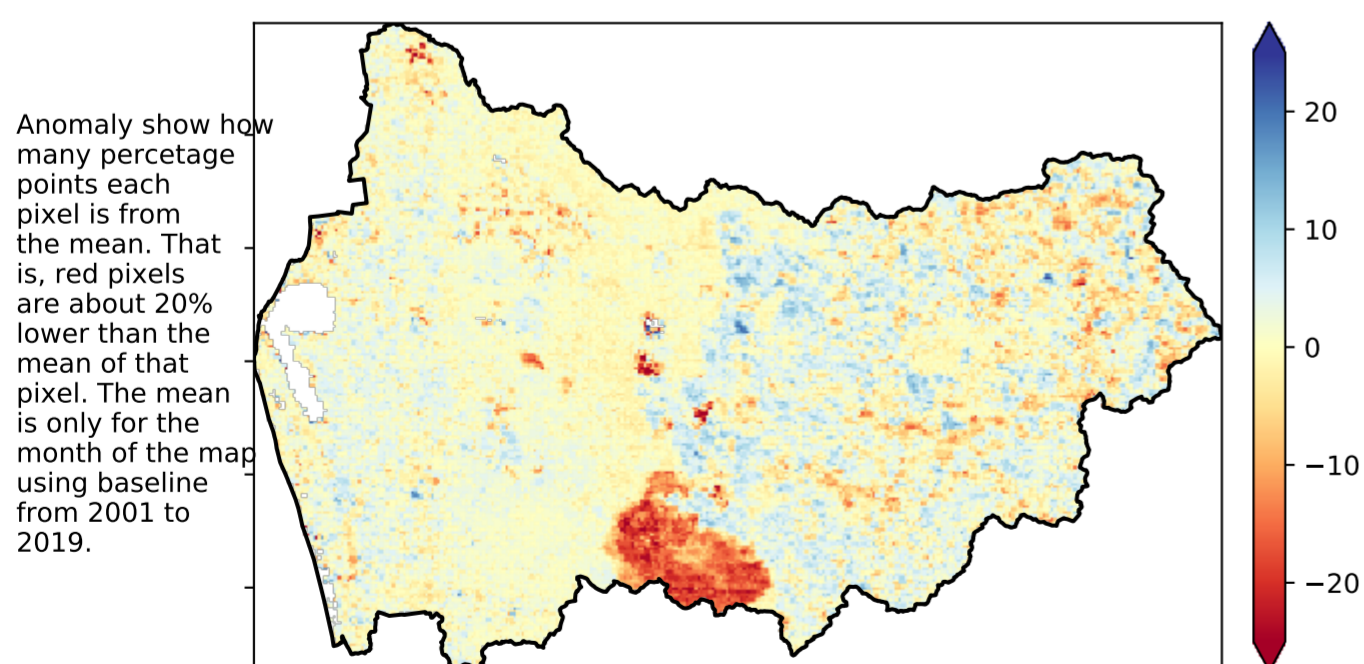 Anomaly show how
many percetage
points each
pixel is from
the mean. That
is, red pixels
are about 20%
lower than the
mean of that
pixel. The mean
is only for the
month of the map
using baseline
from 2001 to
2019.
20
10
0
−10
−20